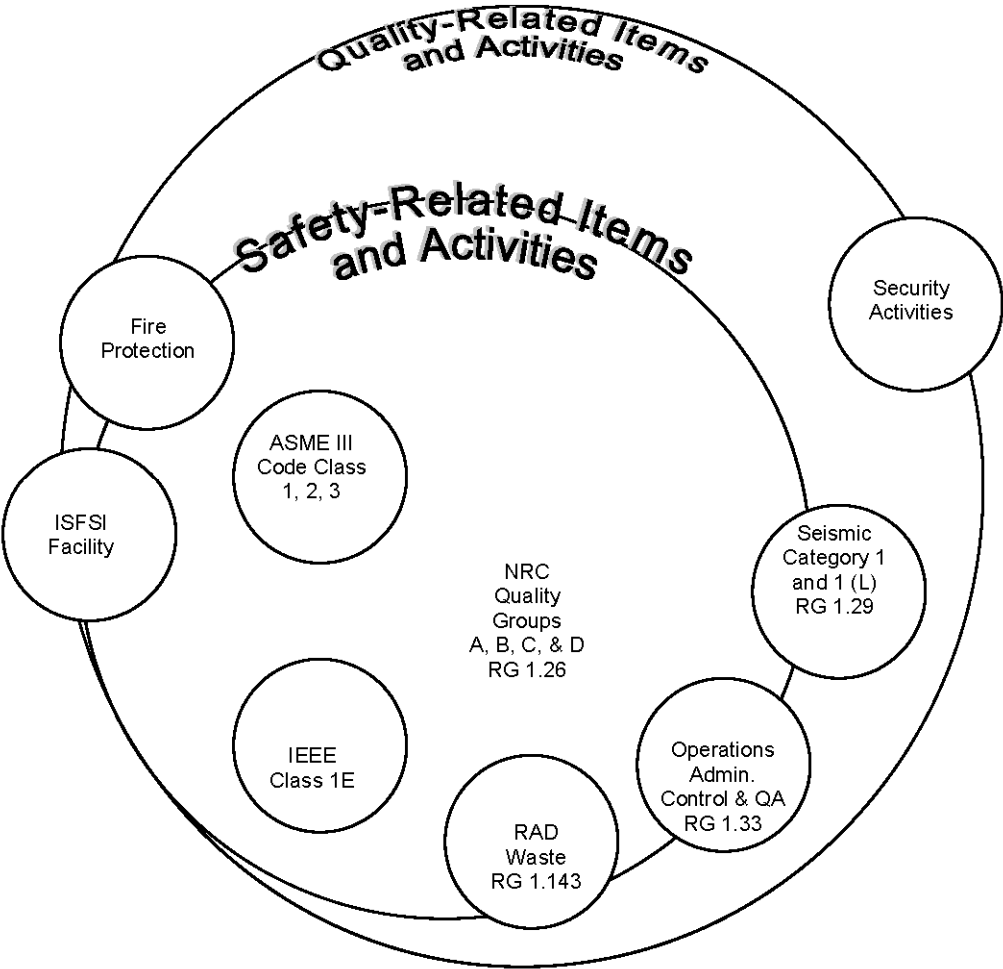 Quality-Related Items
and Activities
Safety-Related Items
and Activities
Security
Activities
Fire
Protection
ASME III
Code Class
1, 2, 3
ISFSI
Facility
Seismic
Category 1
and 1 (L)
RG 1.29
NRC
Quality
Groups
A, B, C, & D
RG 1.26
IEEE
Class 1E
Operations
Admin.
Control & QA
RG 1.33
RAD
Waste
RG 1.143